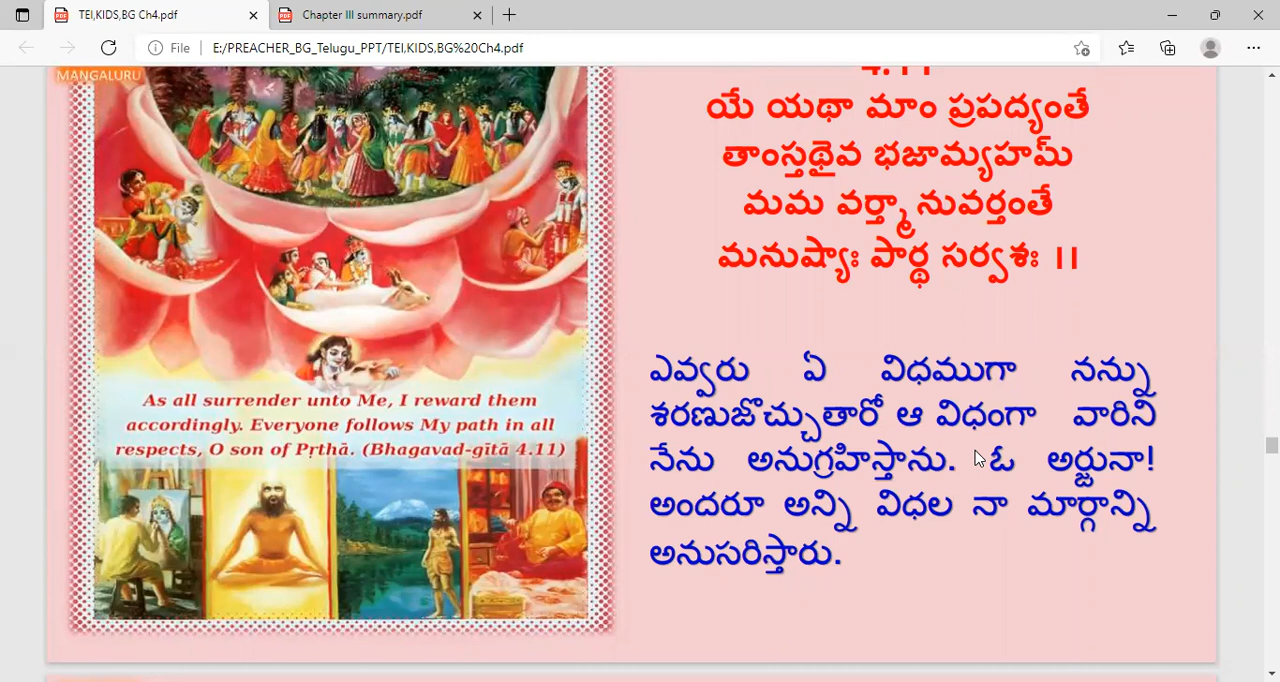 TEI,KIDS,BG Ch4.pdf
Chapter III summary.pdf
File
E:/PREACHER_BG_Telugu_PPT/TEI,KIDS,BG%20Ch4.pdf
MANGALURU
As all surrender unto Me, I reward them
accordingly. Everyone follows My path in all
respects, O son of Pṛthā. (Bhagavad-gītā 4.11)
4.11
యే యథా మాం ప్రపద్యంతే
తాంస్తథైవ భజామ్యహమ్
మమ వర్త్మా నువర్తంతే
మనుష్యాః పార్థ సర్వశః ।।
ఎవ్వరు ఏ విధముగా నన్ను
శరణుజొచ్చుతారో ఆ విధంగా వారిని
నేను అనుగ్రహిస్తాను. ఓ అర్జునా!
అందరూ అన్ని విధల నా మార్గాన్ని
అనుసరిస్తారు.